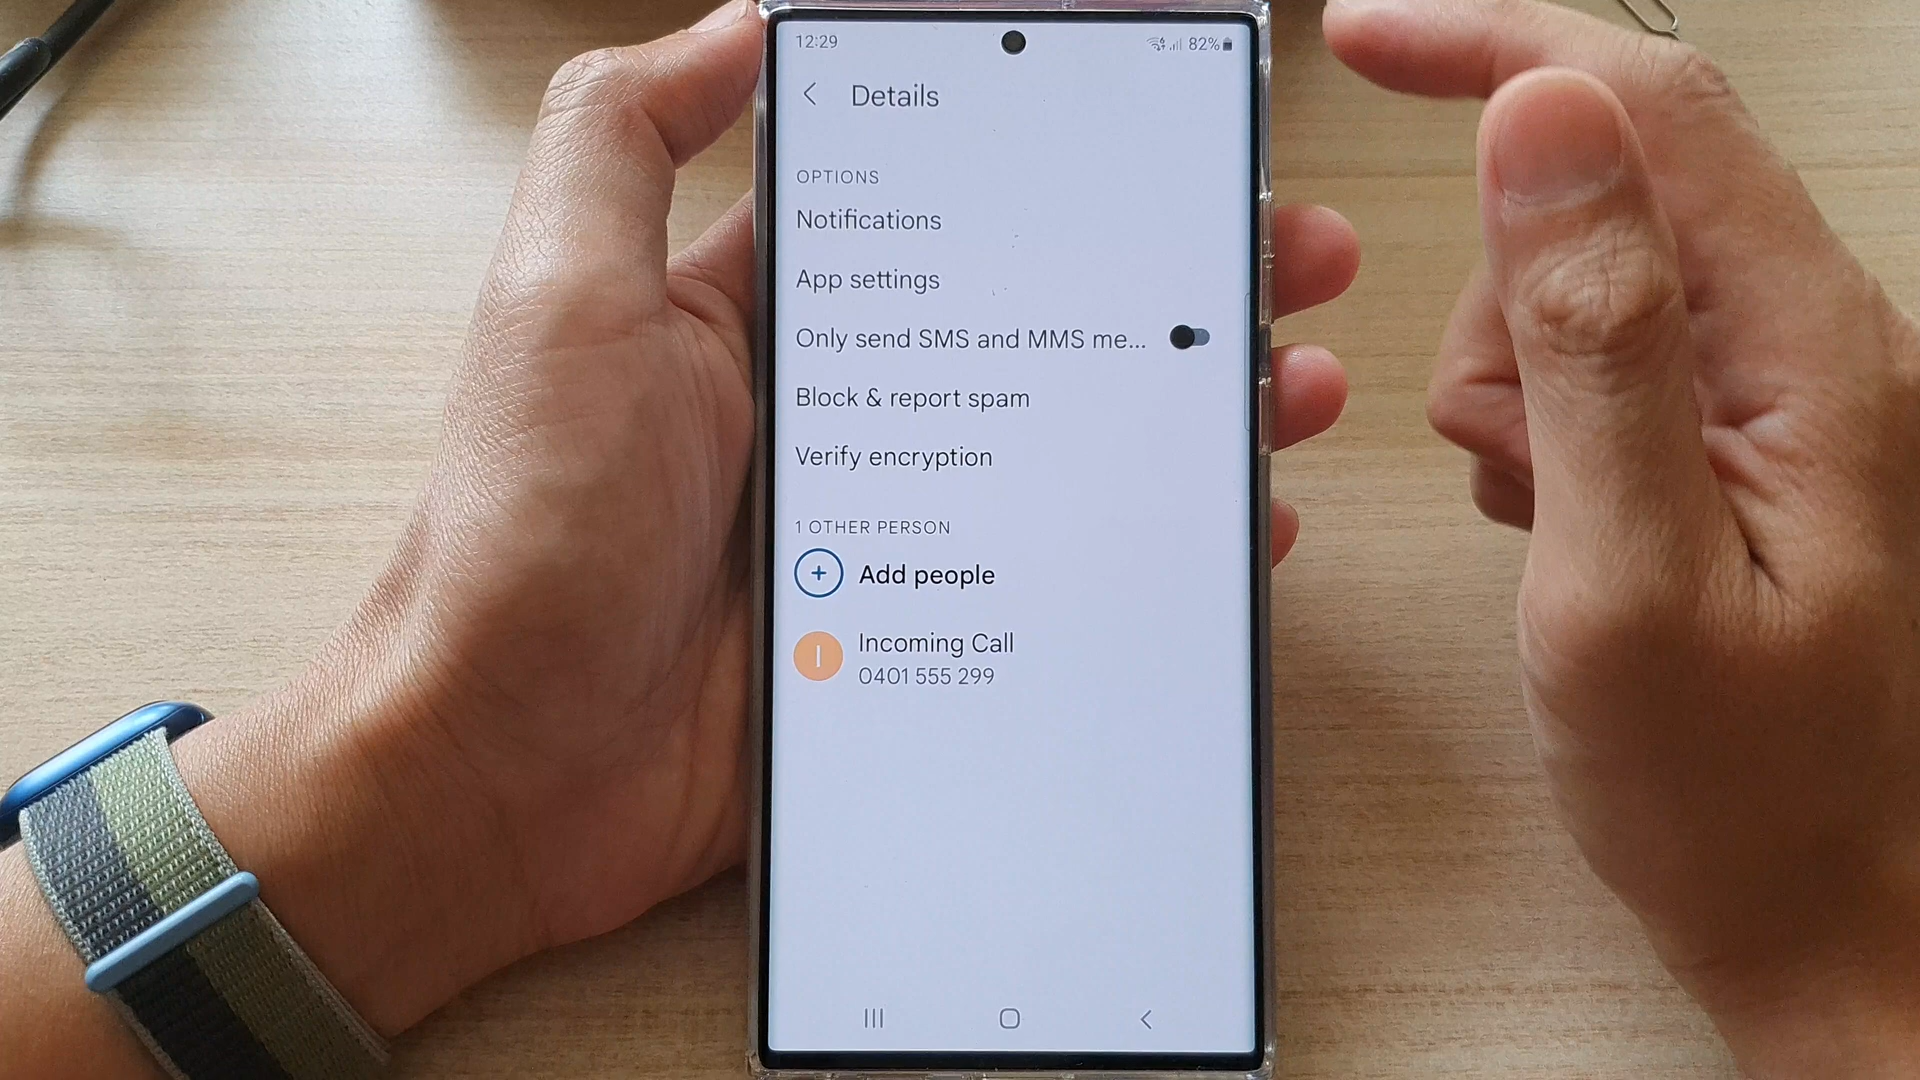 12:29
82%
Details
OPTIONS
Notifications
App settings
Only send SMS and MMS me...
Block & report spam
Verify encryption
1 OTHER PERSON
+ Add people
I
Incoming Call
0401 555 299